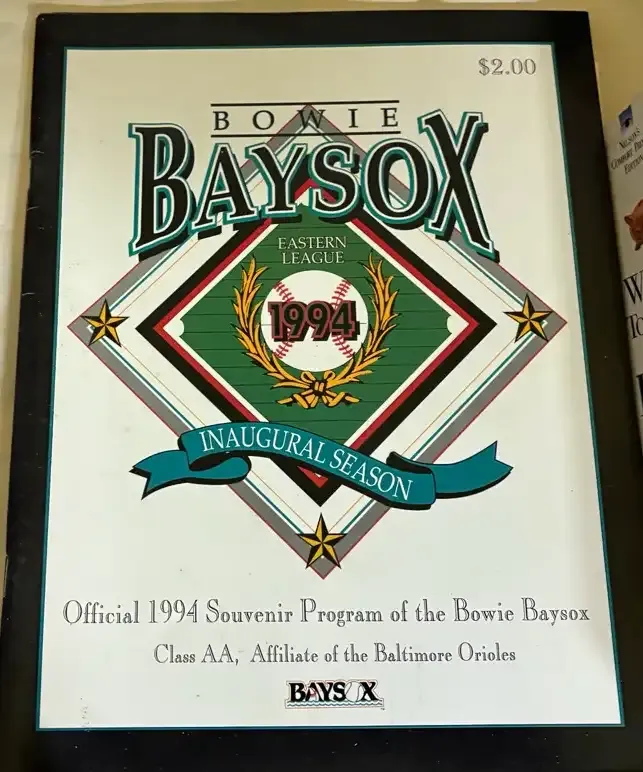 $2.00
BOWIE
BAYSOX
EASTERN
LEAGUE
1994
INAUGURAL SEASON
Official 1994 Souvenir Program of the Bowie Baysox
Class AA, Affiliate of the Baltimore Orioles
BAYSOX